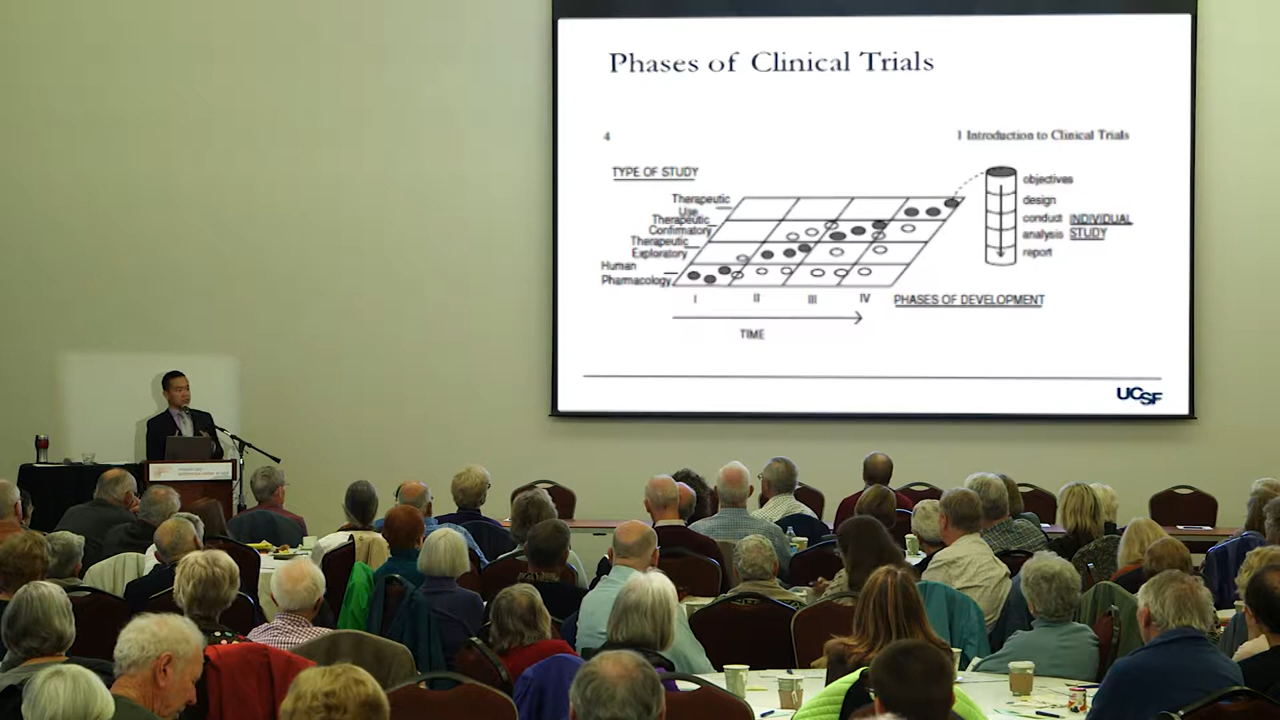 Phases of Clinical Trials
4
1 Introduction to Clinical Trials
TYPE OF STUDY
Therapeutic
Use
Therapeutic
Confirmatory
Therapeutic
Exploratory
Human
Pharmacology
I II III IV
PHASES OF DEVELOPMENT
TIME
objectives
design
conduct
analysis
report
INDIVIDUAL
STUDY
UCSF